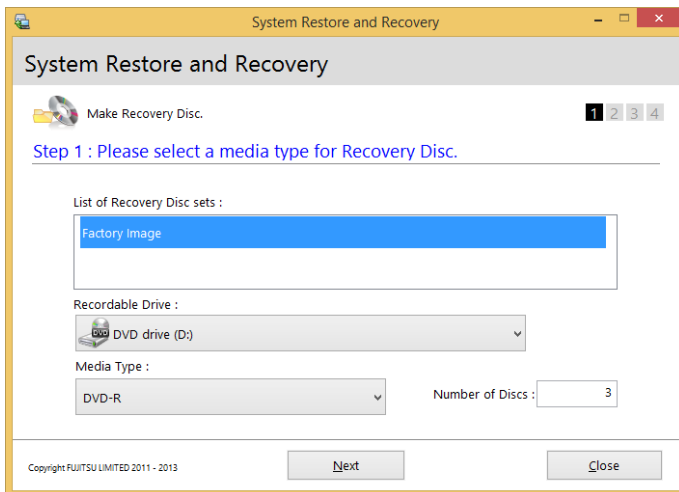 System Restore and Recovery
System Restore and Recovery
Make Recovery Disc.
1 2 3 4
Step 1 : Please select a media type for Recovery Disc.
List of Recovery Disc sets :
Factory Image
Recordable Drive :
DVD DVD drive (D:)
Media Type :
DVD-R Number of Discs : 3
Copyright FUJITSU LIMITED 2011 - 2013 Next Close